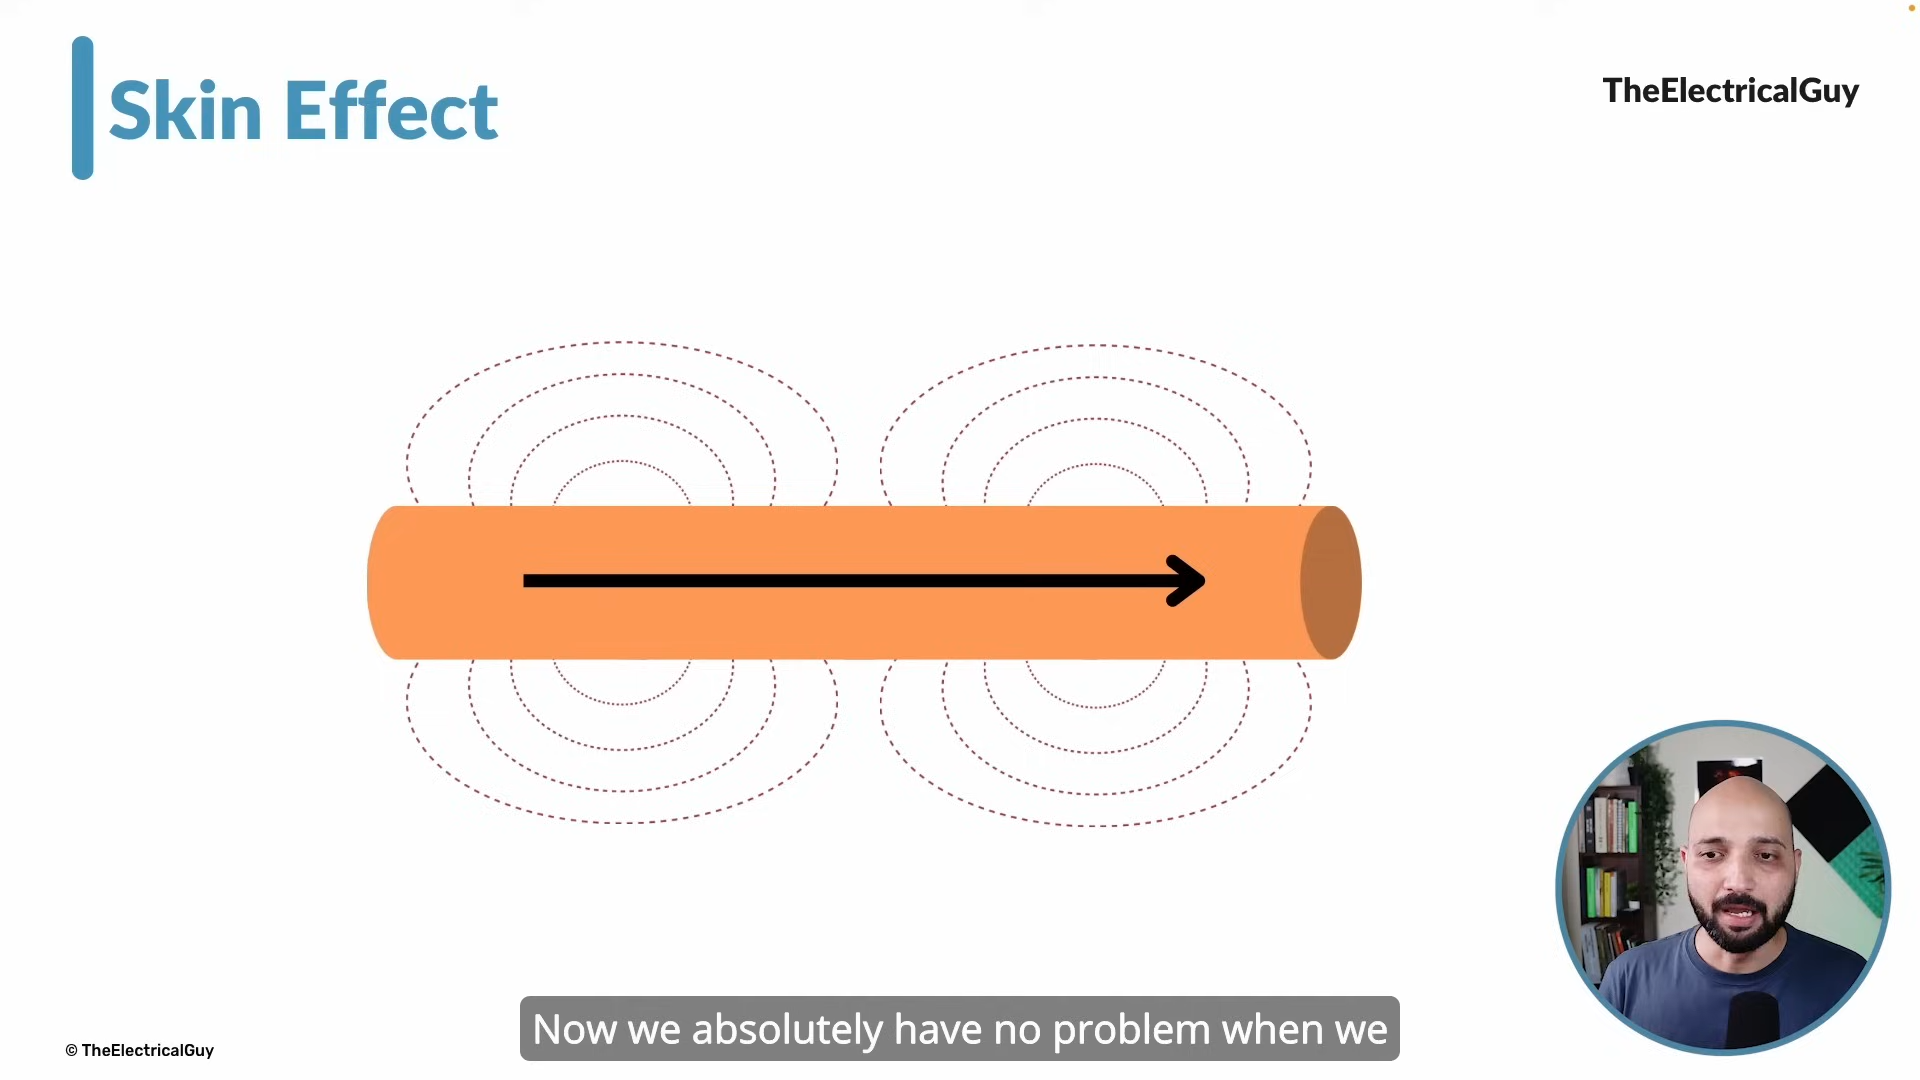 Skin Effect
TheElectricalGuy
Now we absolutely have no problem when we
© TheElectricalGuy